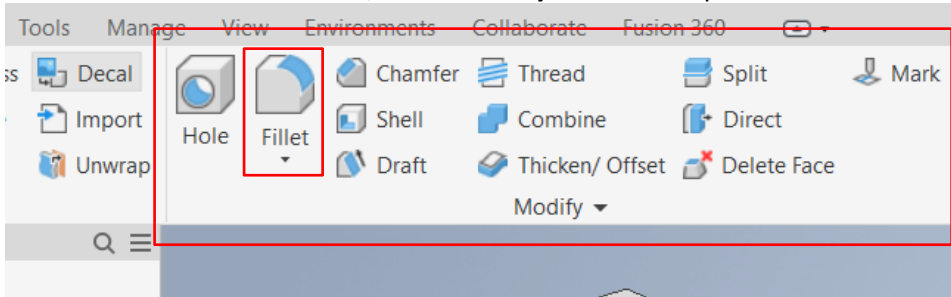 Tools Manage View Environments Collaborate Fusion 360
ss Decal Chamfer Thread Split Mark
Import Hole Fillet Shell Combine Direct
Unwrap Draft Thicken/ Offset Delete Face
Modify